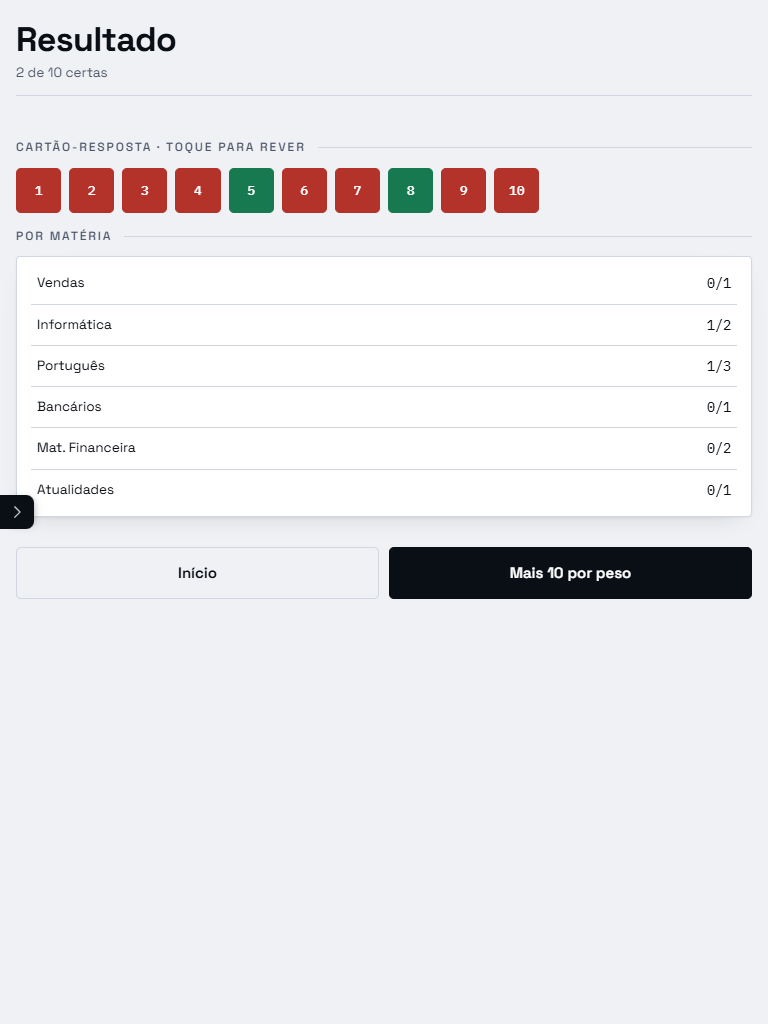 Resultado
2 de 10 certas
CARTÃO-RESPOSTA · TOQUE PARA REVER
1 2 3 4 5 6 7 8 9 10
POR MATÉRIA
Vendas 0/1
Informática 1/2
Português 1/3
Bancários 0/1
Mat. Financeira 0/2
Atualidades 0/1
Início Mais 10 por peso